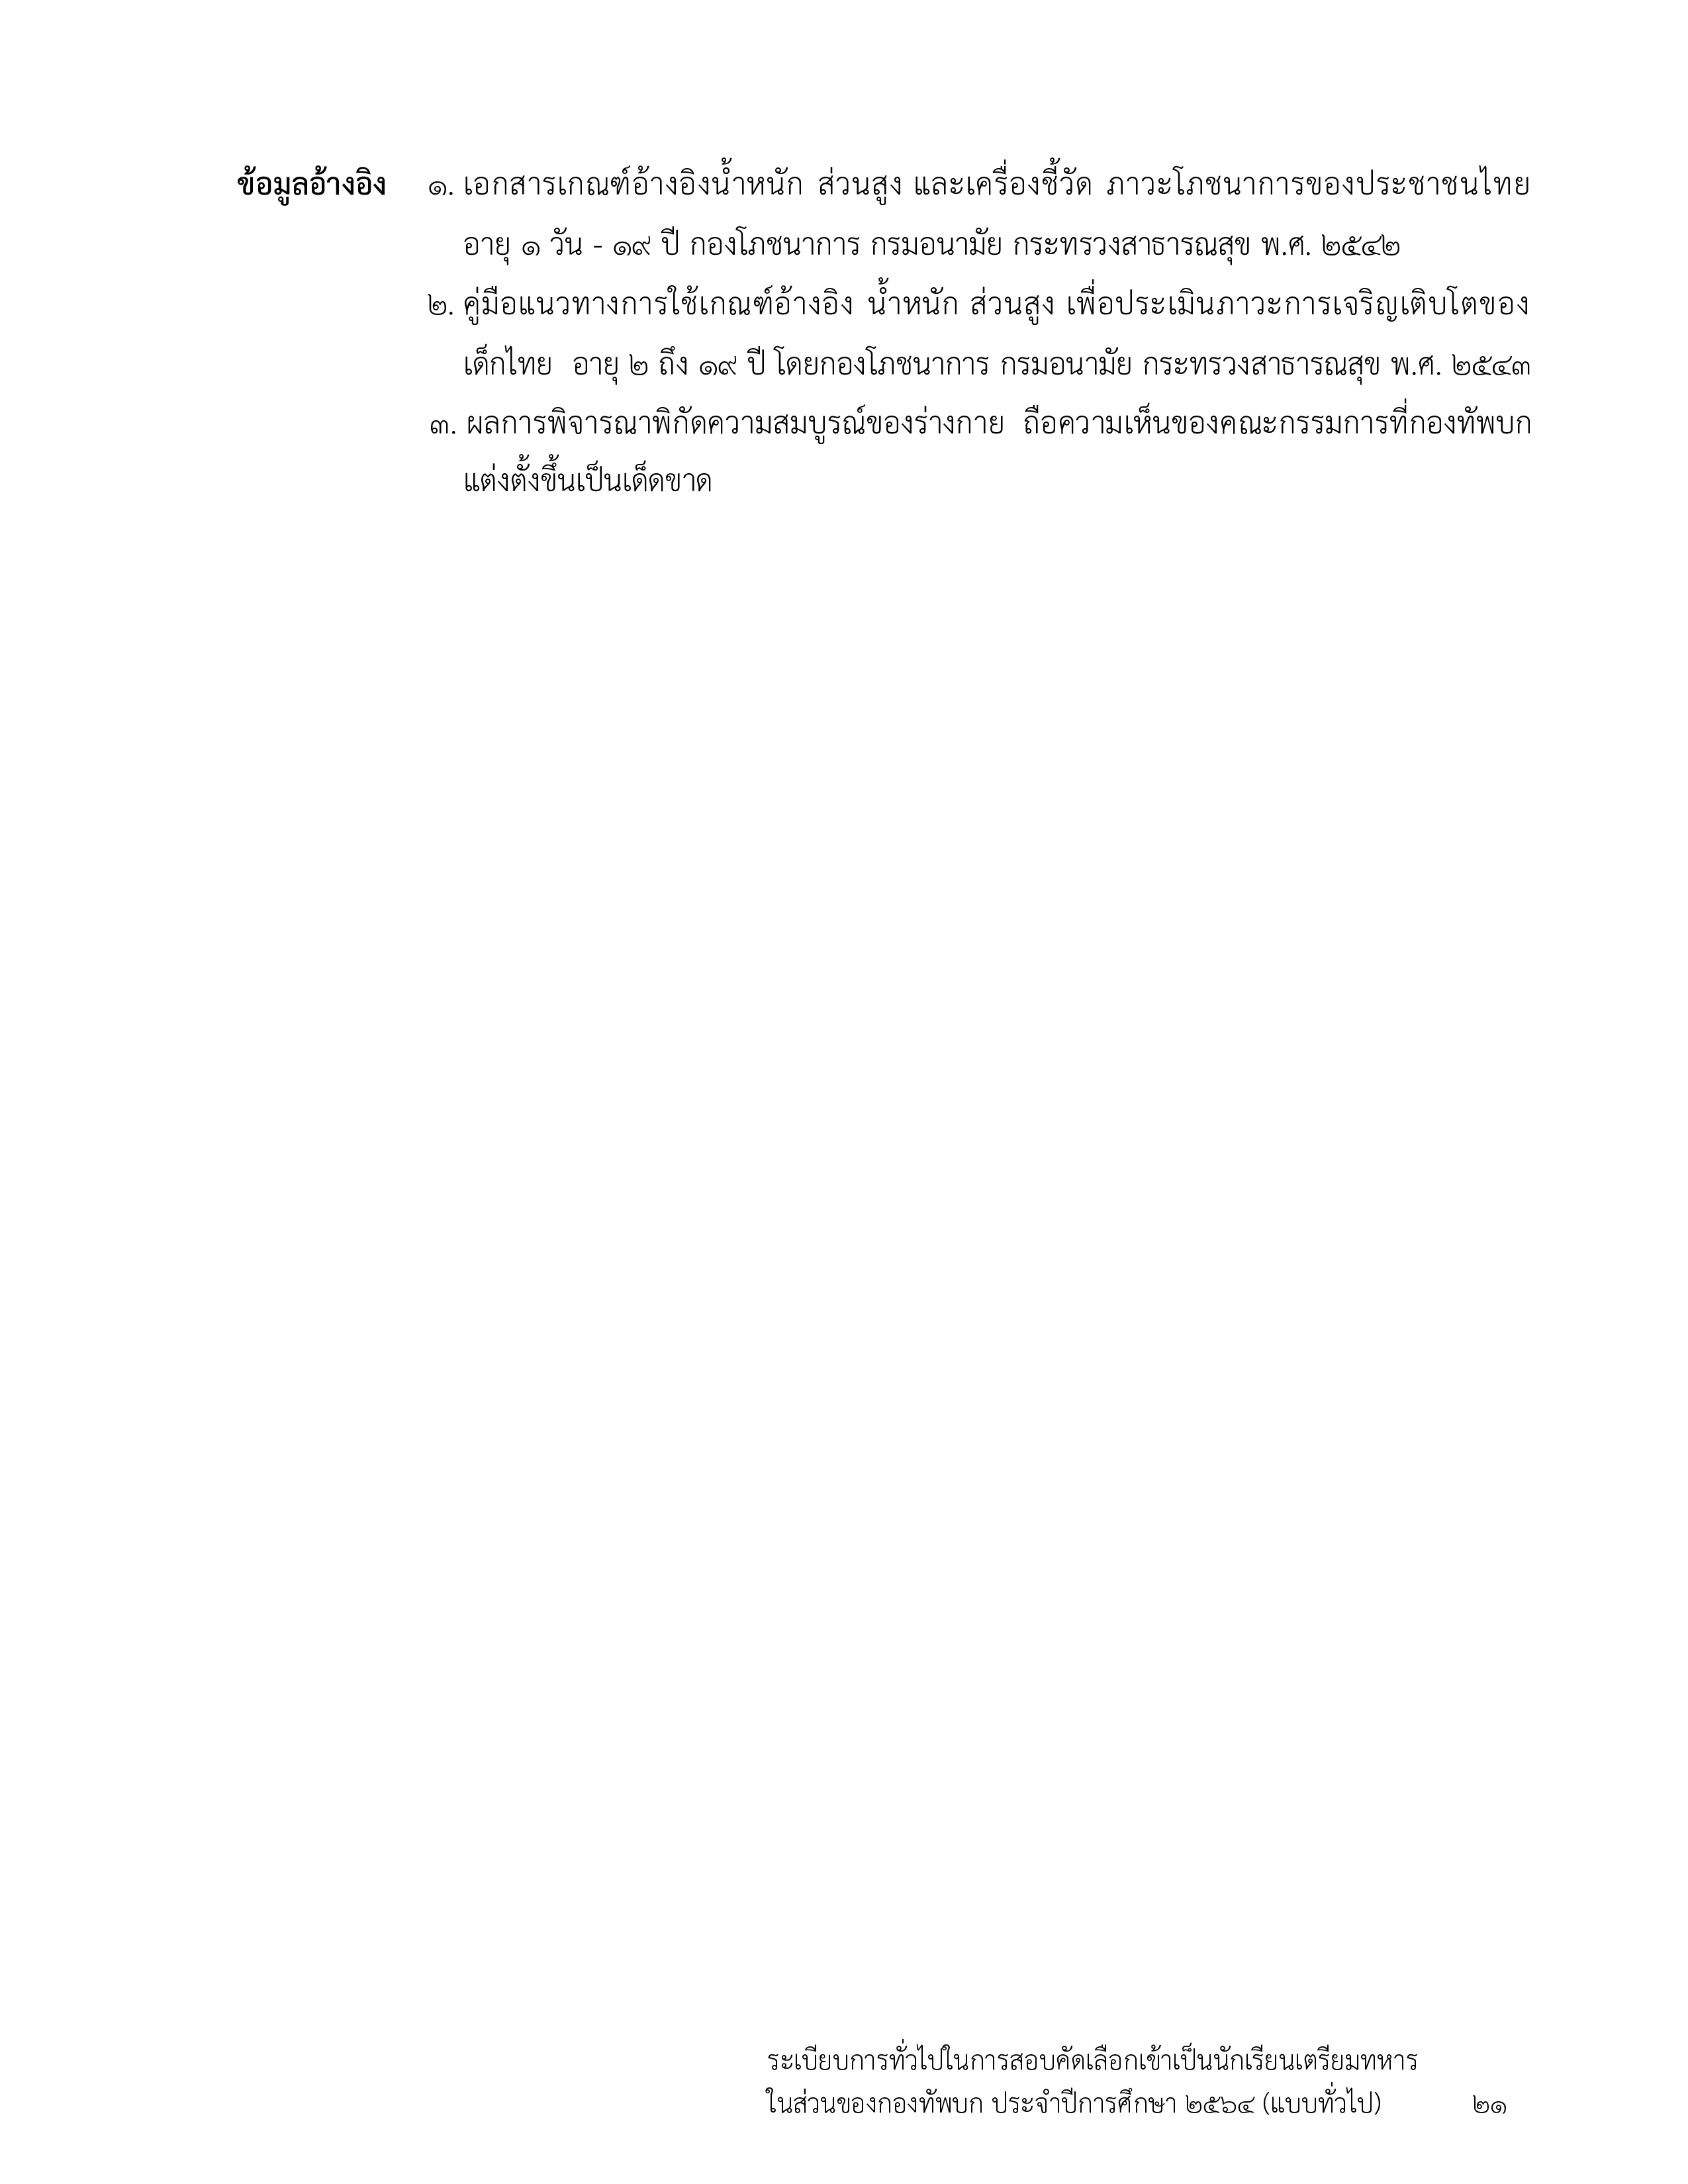 ข้อมูลอ้างอิง ๑. เอกสารเกณฑ์อ้างอิงน้ำหนัก ส่วนสูง และเครื่องชี้วัด ภาวะโภชนาการของประชาชนไทย
อายุ ๑ วัน - ๑๙ ปี กองโภชนาการ กรมอนามัย กระทรวงสาธารณสุข พ.ศ. ๒๕๔๒
๒. คู่มือแนวทางการใช้เกณฑ์อ้างอิง น้ำหนัก ส่วนสูง เพื่อประเมินภาวะการเจริญเติบโตของ
เด็กไทย อายุ ๒ ถึง ๑๙ ปี โดยกองโภชนาการ กรมอนามัย กระทรวงสาธารณสุข พ.ศ. ๒๕๔๓
๓. ผลการพิจารณาพิกัดความสมบูรณ์ของร่างกาย ถือความเห็นของคณะกรรมการที่กองทัพบก
แต่งตั้งขึ้นเป็นเด็ดขาด
ระเบียบการทั่วไปในการสอบคัดเลือกเข้าเป็นนักเรียนเตรียมทหาร
ในส่วนของกองทัพบก ประจำปีการศึกษา ๒๕๖๔ (แบบทั่วไป) ๒๑